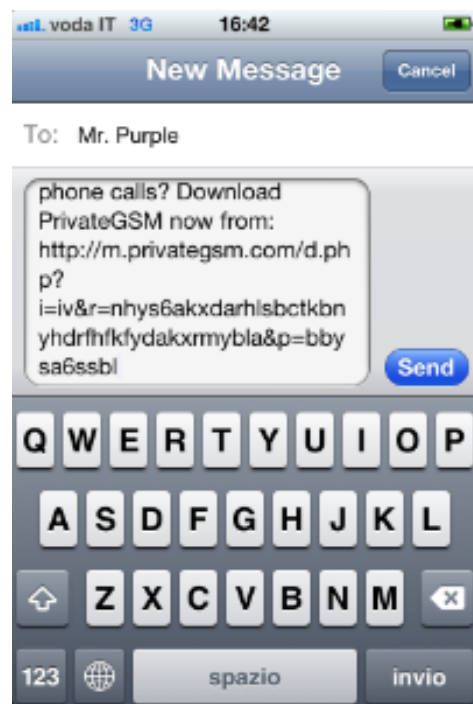 voda IT 3G 16:42
New Message Cancel
To: Mr. Purple
phone calls? Download
PrivateGSM now from:
http://m.privategsm.com/d.ph
p?
i=iv&r=nhys6akxdarhlsbctkbn
yhdrfhfkfydakxrmybla&p=bby
sa6ssbl
Send
Q W E R T Y U I O P
A S D F G H J K L
Z X C V B N M
123 spazio invio